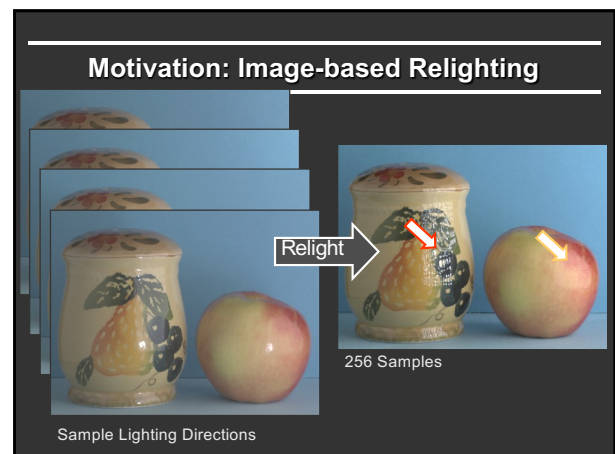 Motivation: Image-based Relighting
Relight
256 Samples
Sample Lighting Directions